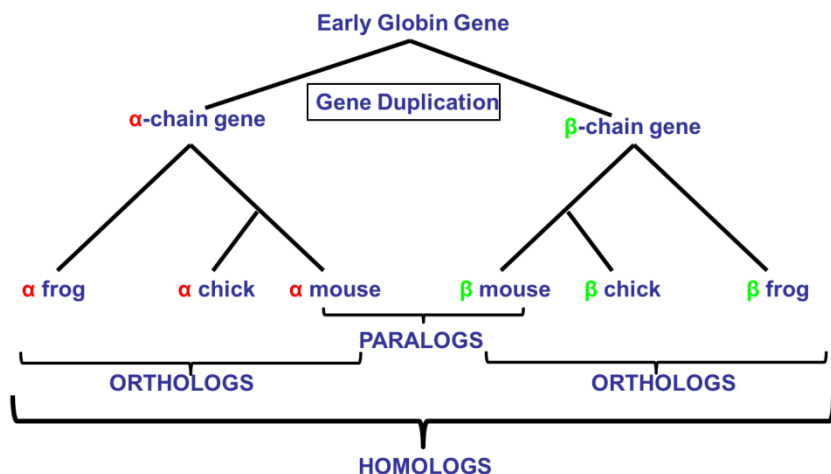 Early Globin Gene
Gene Duplication
α-chain gene
β-chain gene
α frog
α chick
α mouse
β mouse
β chick
β frog
PARALOGS
ORTHOLOGS
ORTHOLOGS
HOMOLOGS